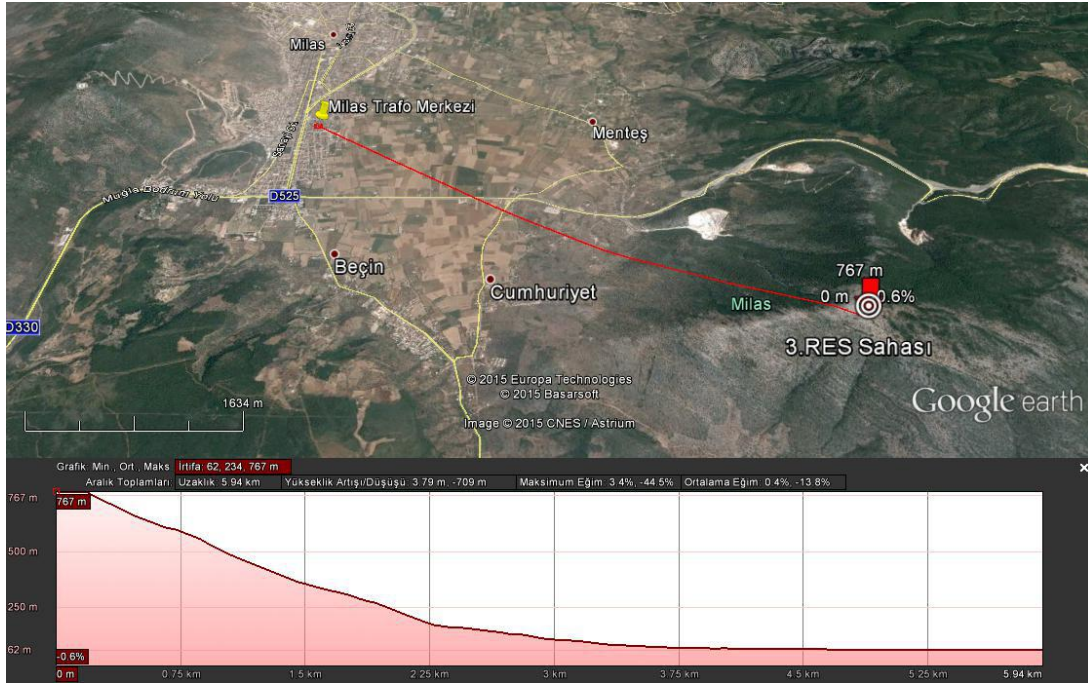 Milas
Milas Trafo Merkezi
Menteş
Muğla Bodrum Yolu
D525
Beçin
Cumhuriyet
767 m
Milas
0 m
0.6%
D330
3.RES Sahası
© 2015 Europa Technologies
© 2015 Basarsoft
1634 m
Google earth
Image © 2015 CNES / Astrium
Grafik: Min , Ort , Maks İrtifa: 62, 234, 767 m
Aralık Toplamları: Uzaklık: 5.94 km Yükseklik Artışı/Düşüşü: 3.79 m, -709 m Maksimum Eğim: 3.4%, -44.5% Ortalama Eğim: 0.4%, -13.8%
767 m
767 m
500 m
250 m
62 m
-0.6%
0 m 0.75 km 1.5 km 2.25 km 3 km 3.75 km 4.5 km 5.25 km 5.94 km